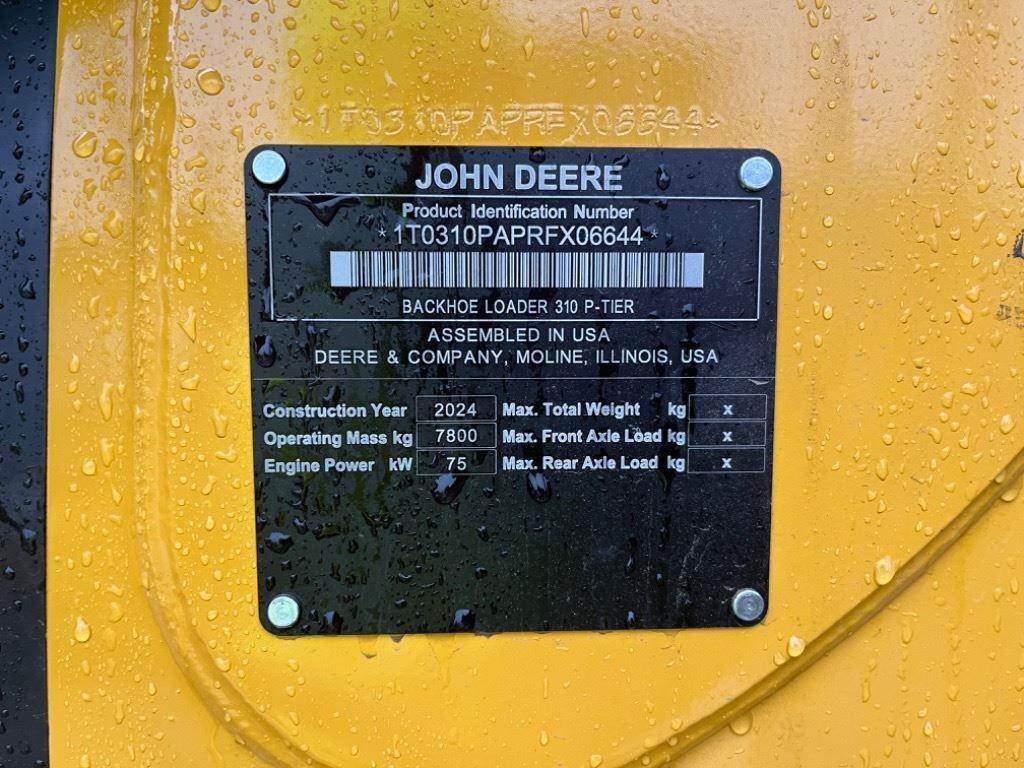 *1T0310PAPRFX06644*
JOHN DEERE
Product Identification Number
*1T0310PAPRFX06644*
BACKHOE LOADER 310 P-TIER
ASSEMBLED IN USA
DEERE & COMPANY, MOLINE, ILLINOIS, USA
Construction Year 2024 Max. Total Weight kg x
Operating Mass kg 7800 Max. Front Axle Load kg x
Engine Power kW 75 Max. Rear Axle Load kg x